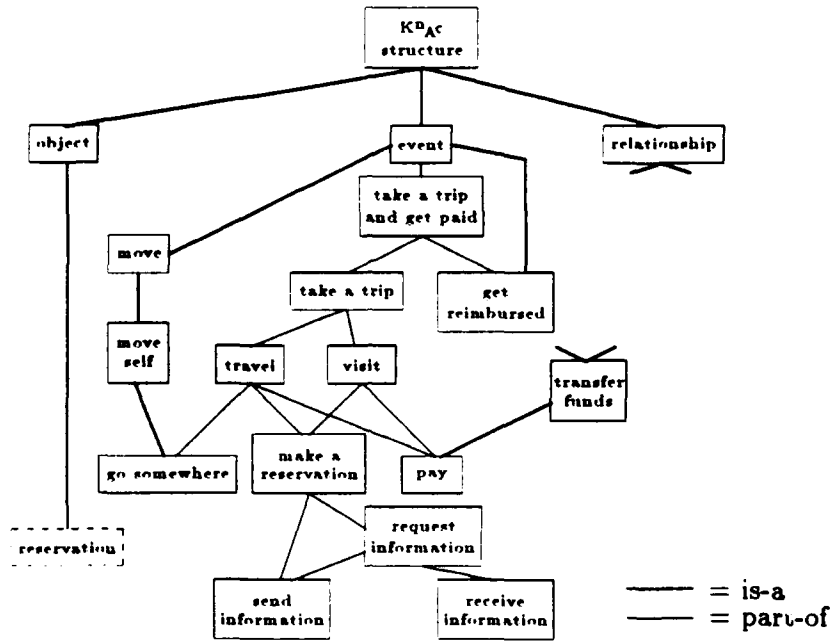 KnAc
structure
object
event
relationship
take a trip
and get paid
move
take a trip
get
reimbursed
move
self
travel
visit
transfer
funds
go somewhere
make a
reservation
pay
reservation
request
information
send
information
receive
information
= is-a
= part-of